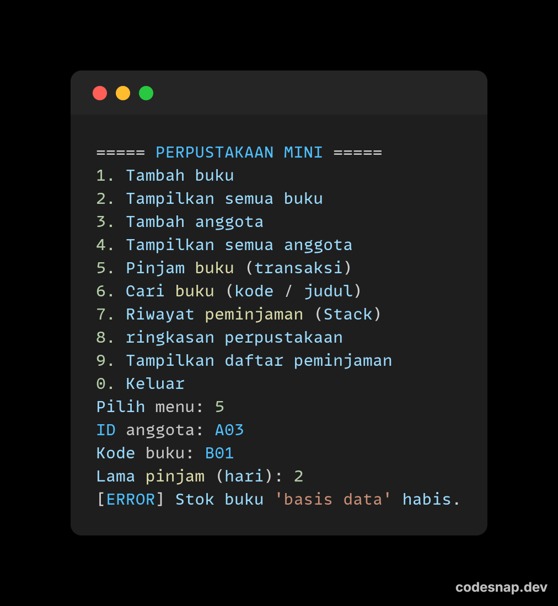 ===== PERPUSTAKAAN MINI =====
1. Tambah buku
2. Tampilkan semua buku
3. Tambah anggota
4. Tampilkan semua anggota
5. Pinjam buku (transaksi)
6. Cari buku (kode / judul)
7. Riwayat peminjaman (Stack)
8. ringkasan perpustakaan
9. Tampilkan daftar peminjaman
0. Keluar
Pilih menu: 5
ID anggota: A03
Kode buku: B01
Lama pinjam (hari): 2
[ERROR] Stok buku 'basis data' habis.
codesnap.dev